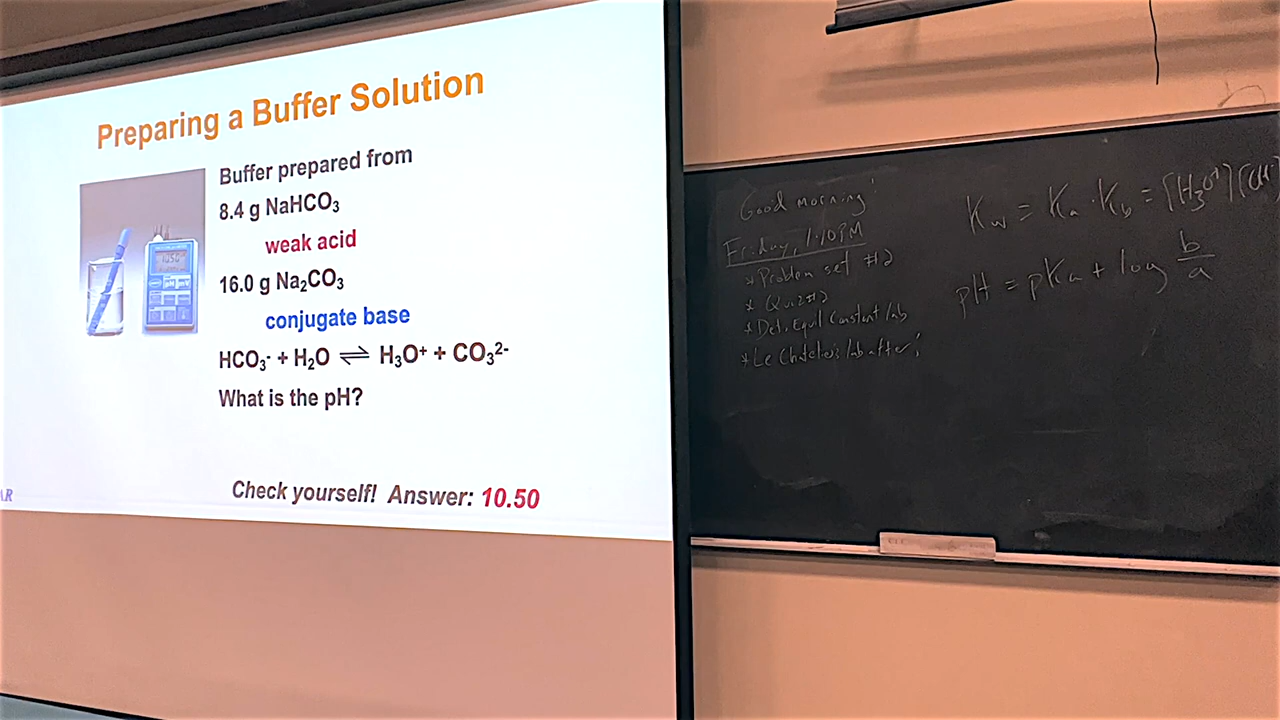 Preparing a Buffer Solution
Buffer prepared from
8.4 g NaHCO₃
weak acid
16.0 g Na₂CO₃
conjugate base
HCO₃⁻ + H₂O ⇌ H₃O⁺ + CO₃²⁻
What is the pH?
Check yourself! Answer: 10.50
AR
Good morning!
Friday, 1:10PM
* Problem set #2
* Quiz #2
* Det. Equil Constant lab
* Le Chatelier's lab after!
Kw = Ka · Kb = [H₃O⁺][OH
pH = pKa + log b/a